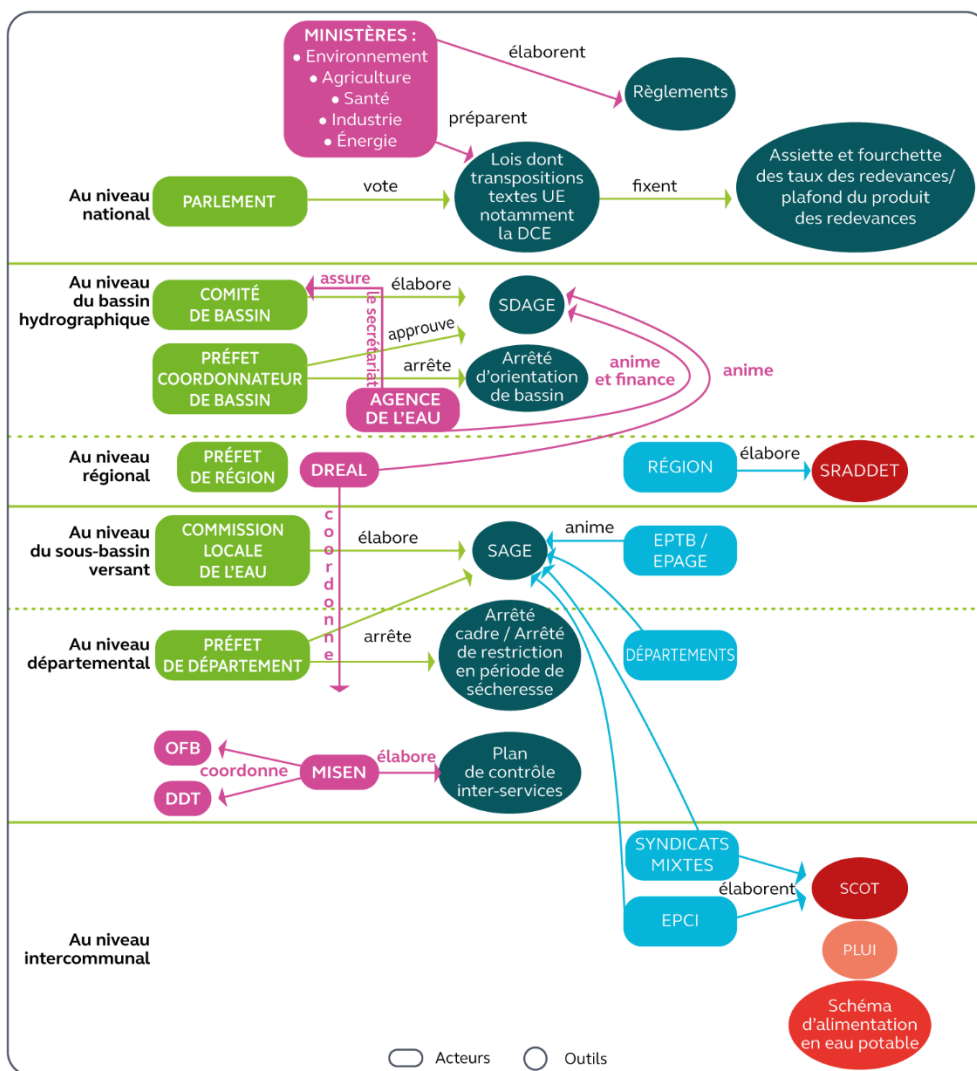 MINISTÈRES :
● Environnement
● Agriculture
● Santé
● Industrie
● Énergie
élaborent
Règlements
préparent
Au niveau
national
PARLEMENT
vote
Lois dont
transpositions
textes UE
notamment
la DCE
fixent
Assiette et fourchette
des taux des redevances/
plafond du produit
des redevances
Au niveau
du bassin
hydrographique
COMITÉ
DE BASSIN
assure
le secrétariat
élabore
SDAGE
PRÉFET
COORDONNATEUR
DE BASSIN
approuve
arrête
Arrêté
d'orientation
de bassin
AGENCE
DE L'EAU
anime
et finance
anime
Au niveau
régional
PRÉFET
DE RÉGION
DREAL
RÉGION
élabore
SRADDET
Au niveau
du sous-bassin
versant
COMMISSION
LOCALE
DE L'EAU
coordonne
élabore
SAGE
anime
EPTB /
EPAGE
Au niveau
départemental
PRÉFET
DE DÉPARTEMENT
arrête
Arrêté
cadre / Arrêté
de restriction
en période de
sécheresse
DÉPARTEMENTS
OFB
DDT
coordonne
MISEN
élabore
Plan
de contrôle
inter-services
Au niveau
intercommunal
SYNDICATS
MIXTES
EPCI
élaborent
SCOT
PLUI
Schéma
d'alimentation
en eau potable
Acteurs
Outils